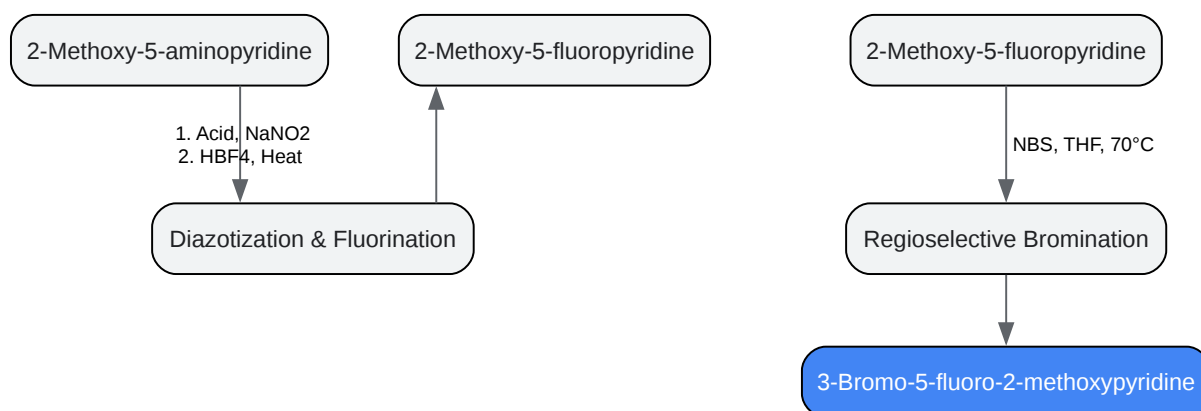 2-Methoxy-5-aminopyridine
2-Methoxy-5-fluoropyridine
1. Acid, NaNO2
2. HBF4, Heat
Diazotization & Fluorination
2-Methoxy-5-fluoropyridine
NBS, THF, 70°C
Regioselective Bromination
3-Bromo-5-fluoro-2-methoxypyridine